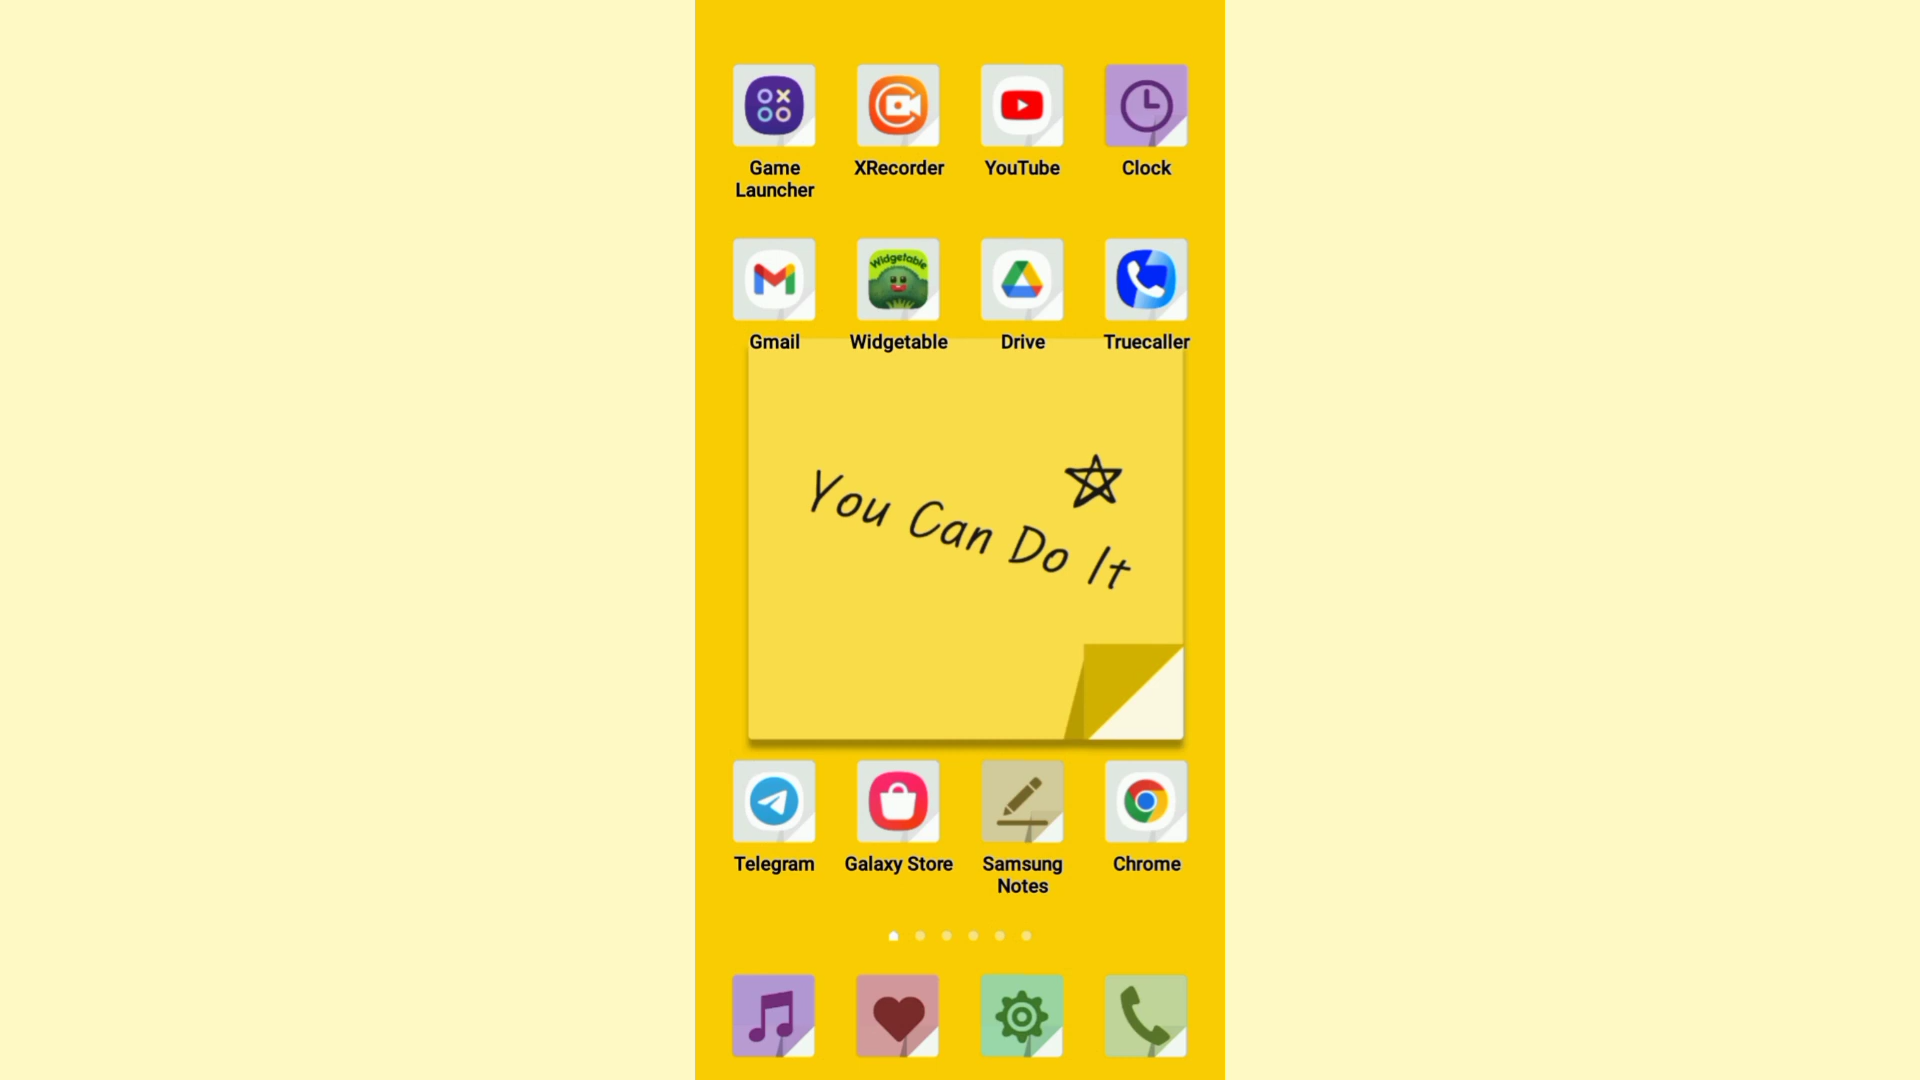 Game Launcher
XRecorder
YouTube
Clock
Gmail
Widgetable
Widgetable
Drive
Truecaller
You Can Do It
Telegram
Galaxy Store
Samsung Notes
Chrome